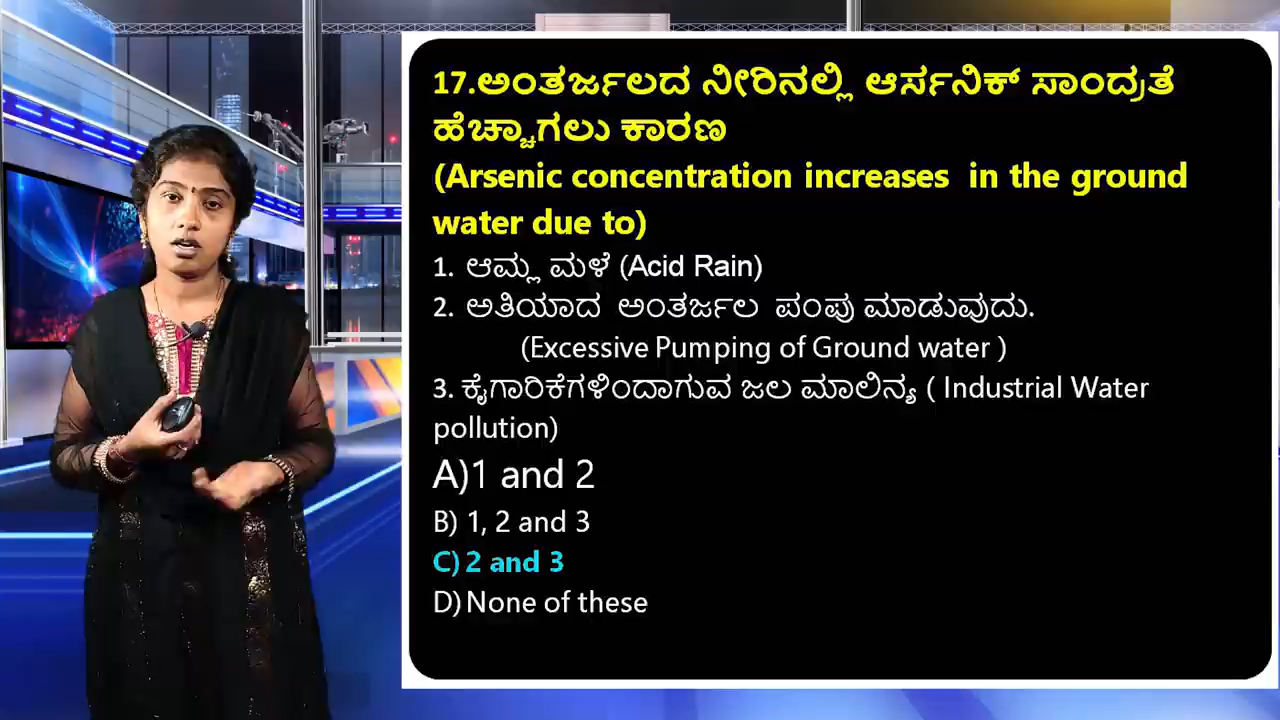 17.ಅಂತರ್ಜಲದ ನೀರಿನಲ್ಲಿ ಆರ್ಸನಿಕ್ ಸಾಂದ್ರತೆ
ಹೆಚ್ಚಾಗಲು ಕಾರಣ
(Arsenic concentration increases in the ground
water due to)
1. ಆಮ್ಲ ಮಳೆ (Acid Rain)
2. ಅತಿಯಾದ ಅಂತರ್ಜಲ ಪಂಪು ಮಾಡುವುದು.
(Excessive Pumping of Ground water )
3. ಕೈಗಾರಿಕೆಗಳಿಂದಾಗುವ ಜಲ ಮಾಲಿನ್ಯ ( Industrial Water
pollution)
A)1 and 2
B) 1, 2 and 3
C) 2 and 3
D) None of these